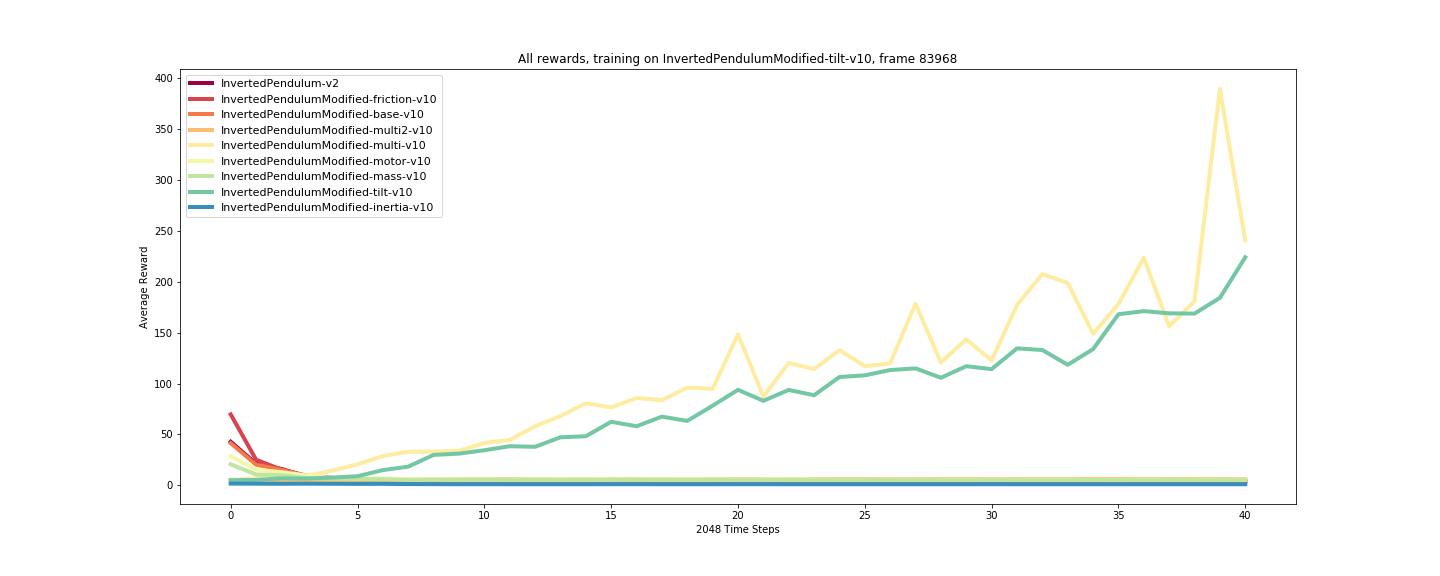 All rewards, training on InvertedPendulumModified-tilt-v10, frame 83968
400
350
300
250
200
150
100
50
0
Average Reward
InvertedPendulum-v2
InvertedPendulumModified-friction-v10
InvertedPendulumModified-base-v10
InvertedPendulumModified-multi2-v10
InvertedPendulumModified-multi-v10
InvertedPendulumModified-motor-v10
InvertedPendulumModified-mass-v10
InvertedPendulumModified-tilt-v10
InvertedPendulumModified-inertia-v10
0 5 10 15 20 25 30 35 40
2048 Time Steps